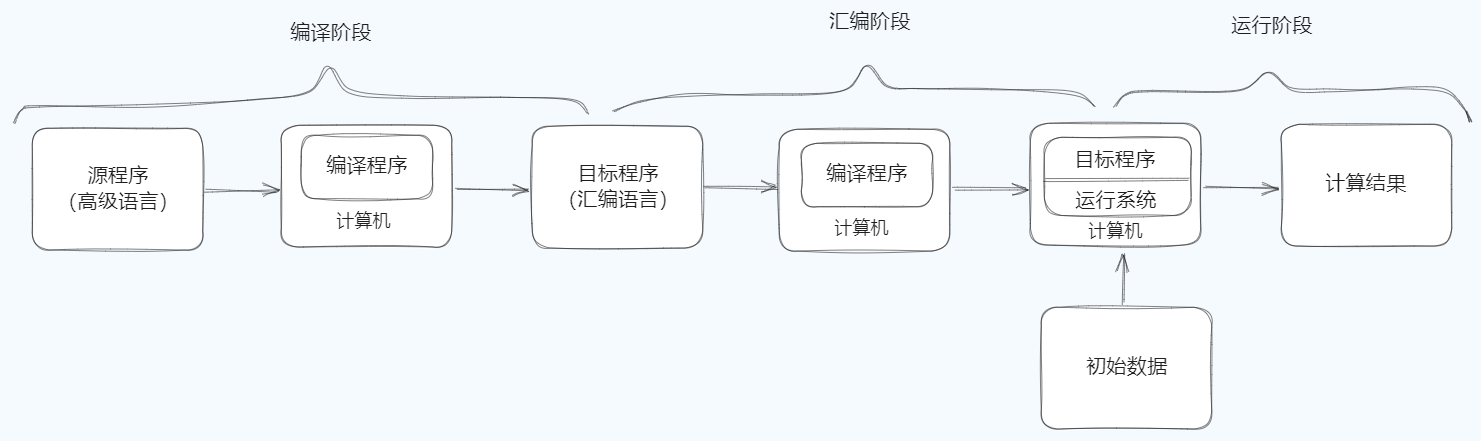 编译阶段
汇编阶段
运行阶段
源程序
(高级语言)
编译程序
计算机
目标程序
(汇编语言)
编译程序
计算机
目标程序
运行系统
计算机
计算结果
初始数据